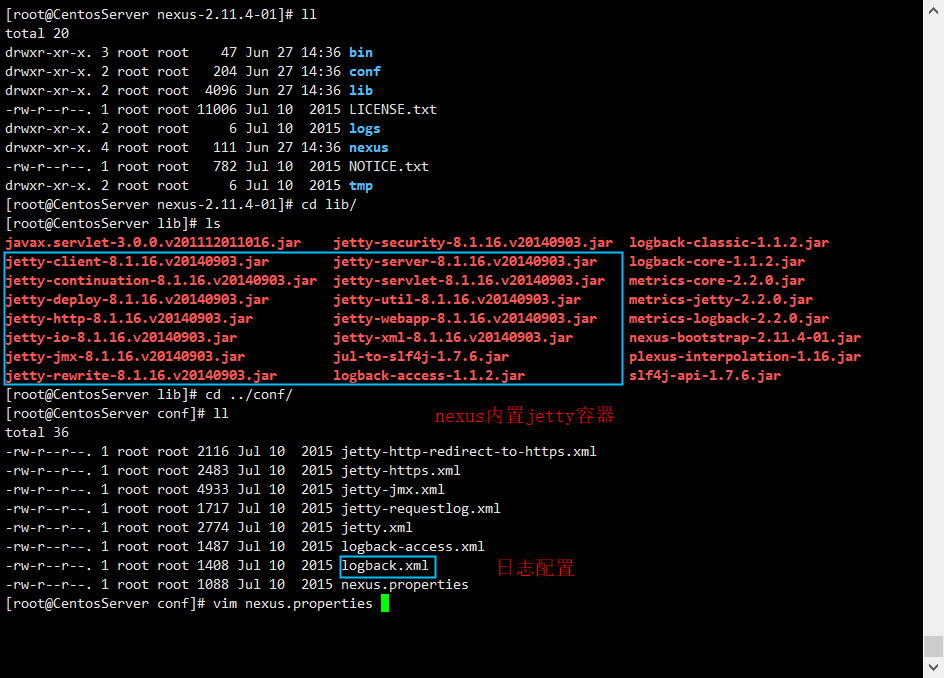 [root@CentosServer nexus-2.11.4-01]# ll
total 20
drwxr-xr-x. 3 root root    47 Jun 27 14:36 bin
drwxr-xr-x. 2 root root   204 Jun 27 14:36 conf
drwxr-xr-x. 2 root root  4096 Jun 27 14:36 lib
-rw-r--r--. 1 root root 11006 Jul 10  2015 LICENSE.txt
drwxr-xr-x. 2 root root     6 Jul 10  2015 logs
drwxr-xr-x. 4 root root   111 Jun 27 14:36 nexus
-rw-r--r--. 1 root root   782 Jul 10  2015 NOTICE.txt
drwxr-xr-x. 2 root root     6 Jul 10  2015 tmp
[root@CentosServer nexus-2.11.4-01]# cd lib/
[root@CentosServer lib]# ls
javax.servlet-3.0.0.v201112011016.jar    jetty-security-8.1.16.v20140903.jar  logback-classic-1.1.2.jar
jetty-client-8.1.16.v20140903.jar        jetty-server-8.1.16.v20140903.jar    logback-core-1.1.2.jar
jetty-continuation-8.1.16.v20140903.jar  jetty-servlet-8.1.16.v20140903.jar   metrics-core-2.2.0.jar
jetty-deploy-8.1.16.v20140903.jar        jetty-util-8.1.16.v20140903.jar      metrics-jetty-2.2.0.jar
jetty-http-8.1.16.v20140903.jar          jetty-webapp-8.1.16.v20140903.jar    metrics-logback-2.2.0.jar
jetty-io-8.1.16.v20140903.jar            jetty-xml-8.1.16.v20140903.jar       nexus-bootstrap-2.11.4-01.jar
jetty-jmx-8.1.16.v20140903.jar           jul-to-slf4j-1.7.6.jar               plexus-interpolation-1.16.jar
jetty-rewrite-8.1.16.v20140903.jar       logback-access-1.1.2.jar             slf4j-api-1.7.6.jar
[root@CentosServer lib]# cd ../conf/
[root@CentosServer conf]# ll
nexus内置jetty容器
total 36
-rw-r--r--. 1 root root 2116 Jul 10  2015 jetty-http-redirect-to-https.xml
-rw-r--r--. 1 root root 2483 Jul 10  2015 jetty-https.xml
-rw-r--r--. 1 root root 4933 Jul 10  2015 jetty-jmx.xml
-rw-r--r--. 1 root root 1717 Jul 10  2015 jetty-requestlog.xml
-rw-r--r--. 1 root root 2774 Jul 10  2015 jetty.xml
-rw-r--r--. 1 root root 1487 Jul 10  2015 logback-access.xml
-rw-r--r--. 1 root root 1408 Jul 10  2015 logback.xml 日志配置
-rw-r--r--. 1 root root 1088 Jul 10  2015 nexus.properties
[root@CentosServer conf]# vim nexus.properties